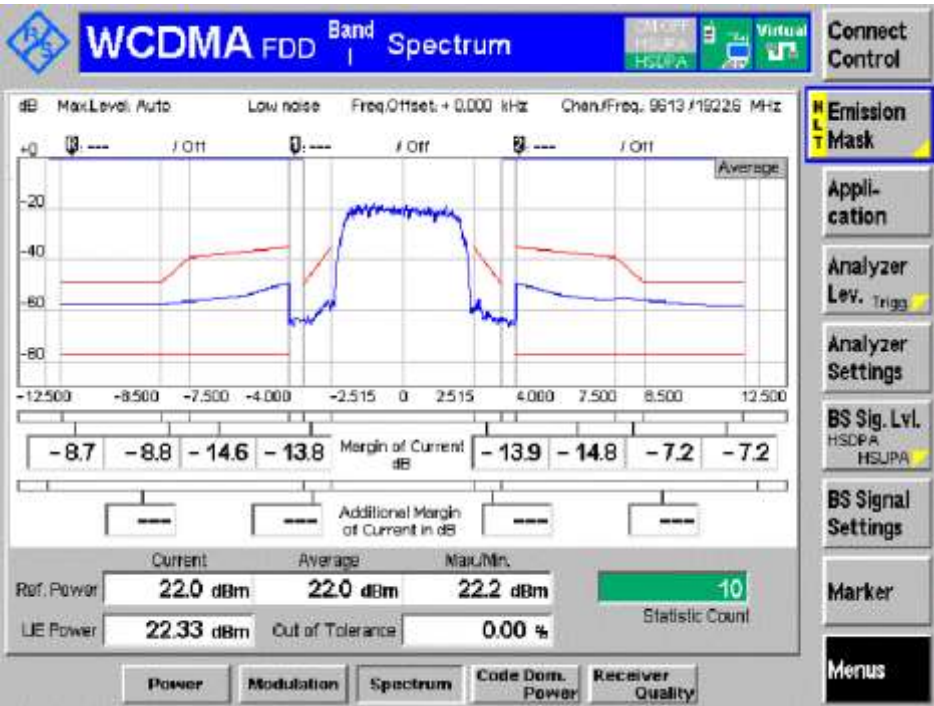 R&S
WCDMA FDD Band I Spectrum
ON/OFF
HSUPA
HSDPA
Virtual
Connect Control
dB Max.Level: Auto Low noise Freq.Offset: + 0.000 kHz Chan./Freq.: 9613 / 1922.6 MHz
HLT
Emission Mask
+0 R: --- / Off 1: --- / Off 2: --- / Off
Average
-20
-40
-60
-80
Appli-
cation
Analyzer
Lev. Trigg.
Analyzer
Settings
-12.500 -8.500 -7.500 -4.000 -2.515 0 2.515 4.000 7.500 8.500 12.500
-8.7 -8.8 -14.6 -13.8 Margin of Current dB -13.9 -14.8 -7.2 -7.2
BS Sig. Lvl.
HSDPA
HSUPA
--- --- Additional Margin of Current in dB --- ---
BS Signal
Settings
Current Average Max./Min.
Ref. Power 22.0 dBm 22.0 dBm 22.2 dBm 10
Statistic Count
UE Power 22.33 dBm Out of Tolerance 0.00 %
Marker
Menus
Power Modulation Spectrum Code Dom. Power Receiver Quality